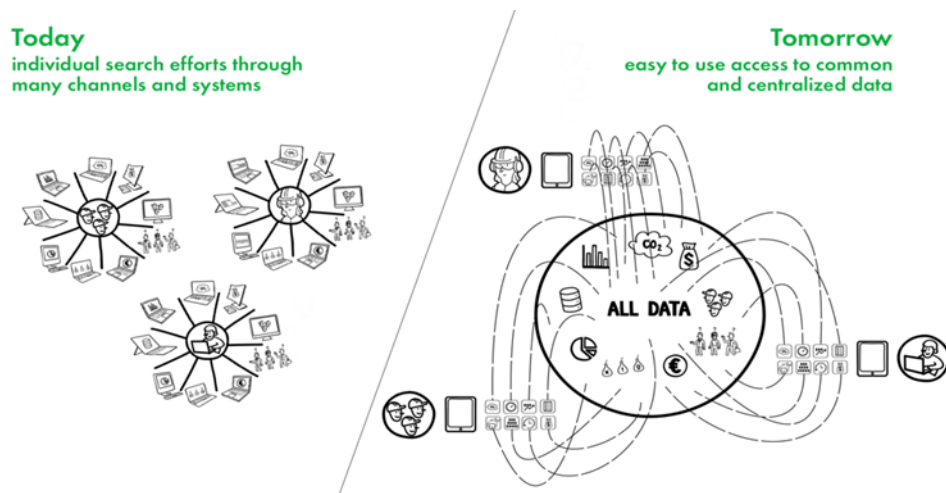 Today
individual search efforts through
many channels and systems
Tomorrow
easy to use access to common
and centralized data
CO₂
$
ALL DATA
€